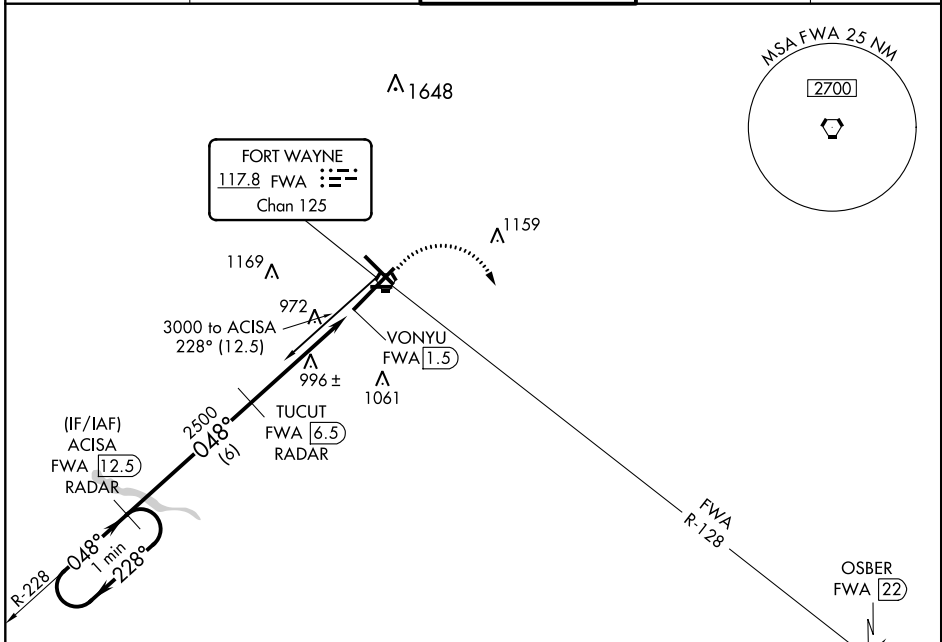 MSA FWA 25 NM
2700
1648
FORT WAYNE
117.8 FWA
Chan 125
1159
1169
972
3000 to ACISA
228° (12.5)
VONYU
FWA 1.5
996 ±
1061
TUCUT
FWA 6.5
RADAR
2500
048°
(6)
(IF/IAF)
ACISA
FWA 12.5
RADAR
048°
1 min
228°
R-228
FWA
R-128
OSBER
FWA 22